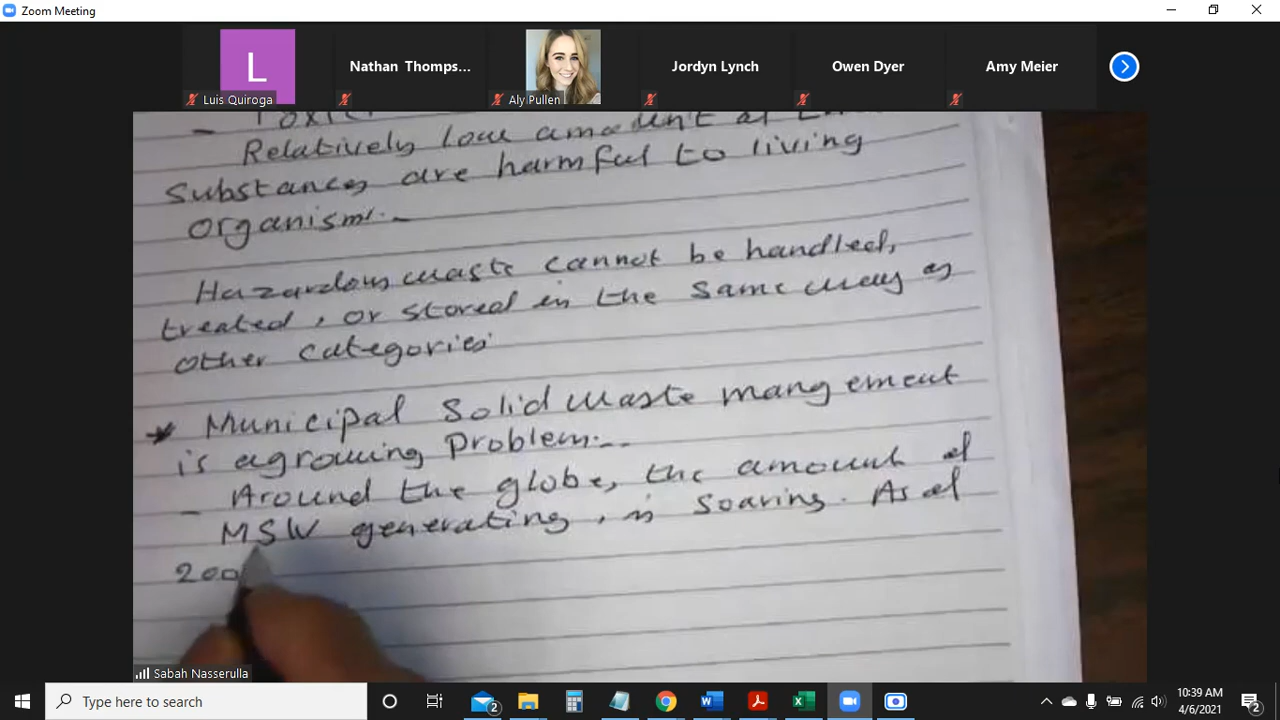 Zoom Meeting
L
Luis Quiroga
Nathan Thomps...
Aly Pullen
Jordyn Lynch
Owen Dyer
Amy Meier
-
Relatively low amount of
Substances are harmful to living
organism.-
Hazardous waste cannot be handled,
treated, or stored in the same way as
other categories
* Municipal Solid waste mangement
is a growing Problem...
- Around the globe, the amount of
MSW generating, is soaring. As of
200
Sabah Nasserulla
Type here to search
2
10:39 AM
4/6/2021
2